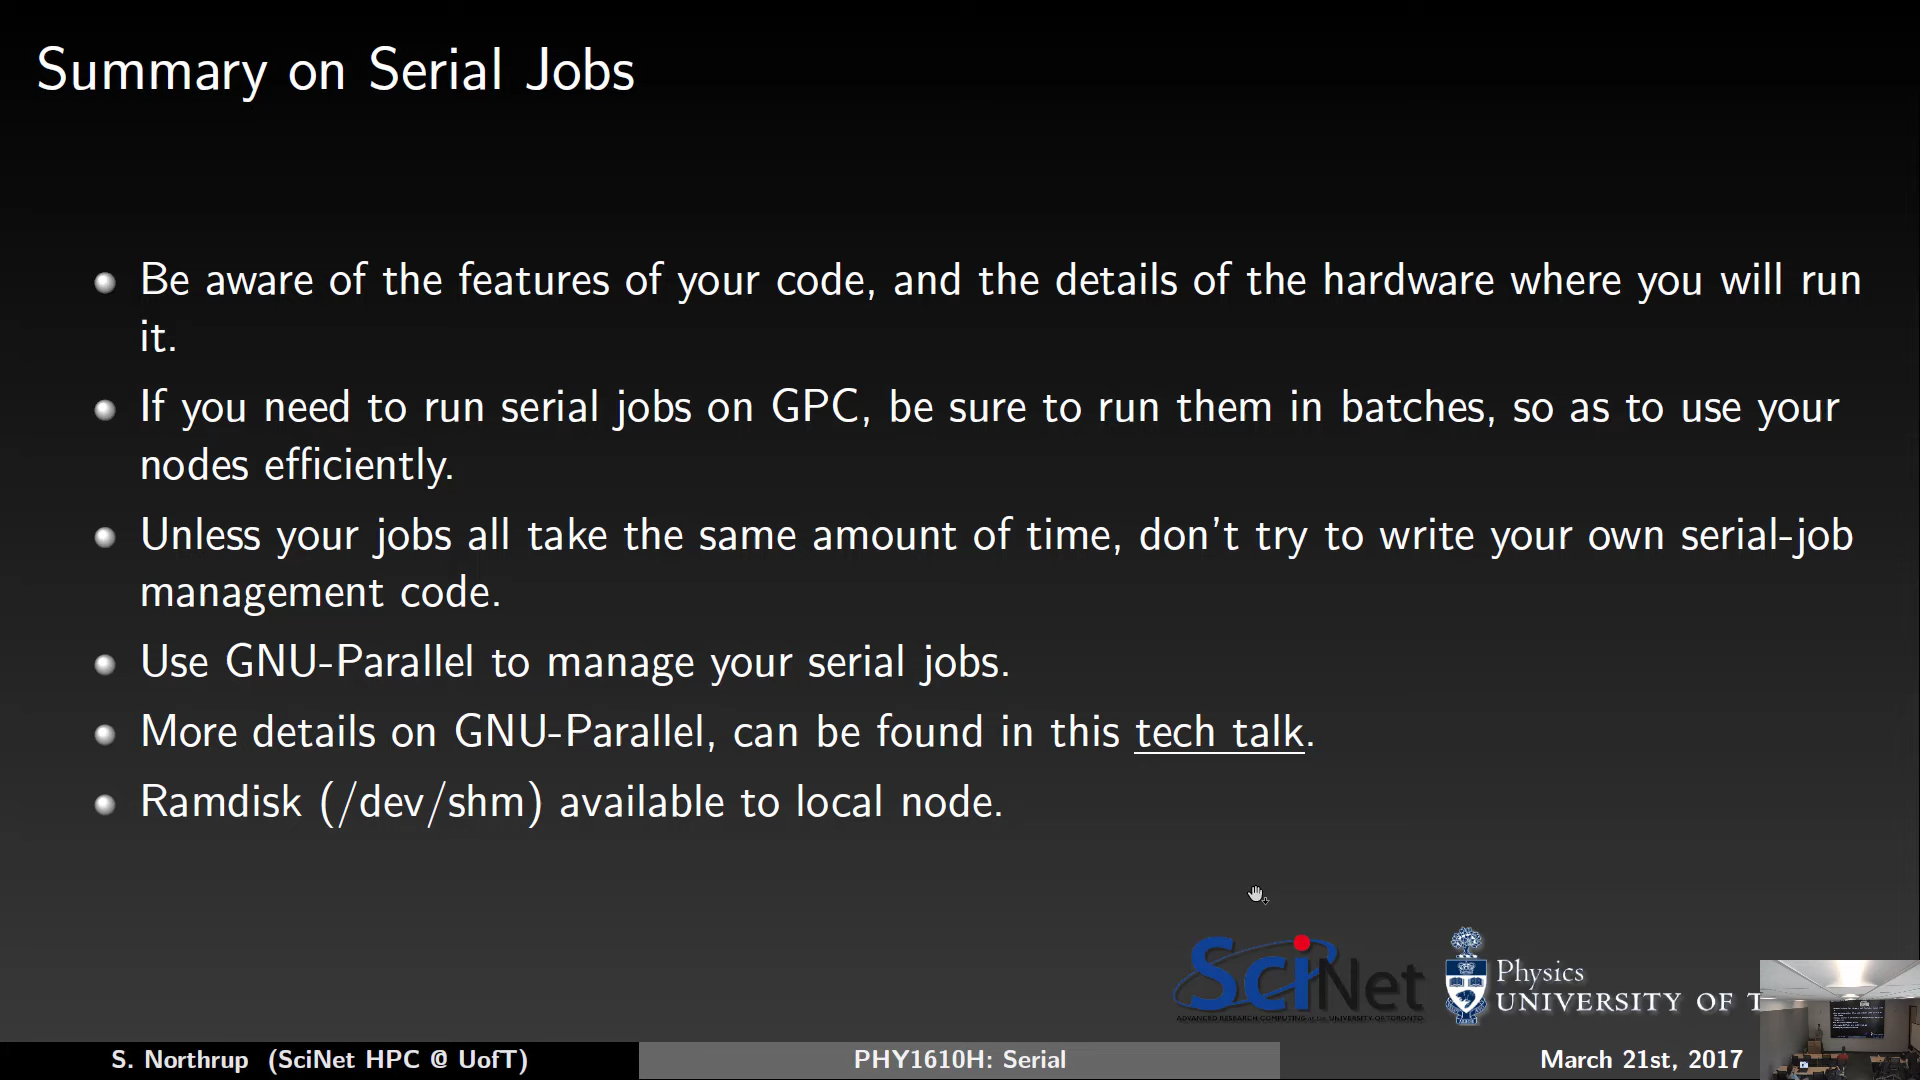 Summary on Serial Jobs
Be aware of the features of your code, and the details of the hardware where you will run
it.
If you need to run serial jobs on GPC, be sure to run them in batches, so as to use your
nodes efficiently.
Unless your jobs all take the same amount of time, don't try to write your own serial-job
management code.
Use GNU-Parallel to manage your serial jobs.
More details on GNU-Parallel, can be found in this tech talk.
Ramdisk (/dev/shm) available to local node.
SciNet
ADVANCED RESEARCH COMPUTING at the UNIVERSITY OF TORONTO
Physics
UNIVERSITY OF T
S. Northrup (SciNet HPC @ UofT)
PHY1610H: Serial
March 21st, 2017